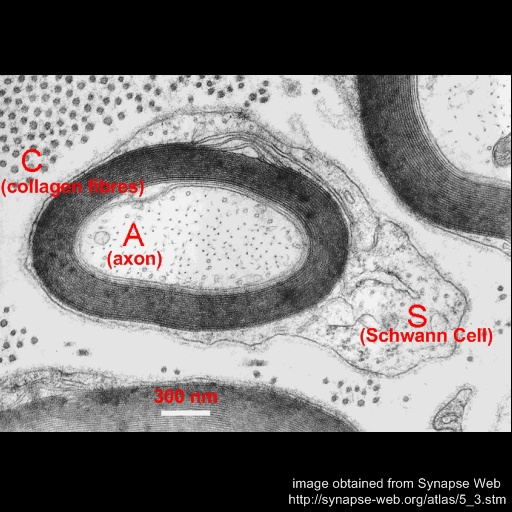 C
(collagen fibres)
A
(axon)
S
(Schwann Cell)
300 nm
image obtained from Synapse Web
http://synapse-web.org/atlas/5_3.stm